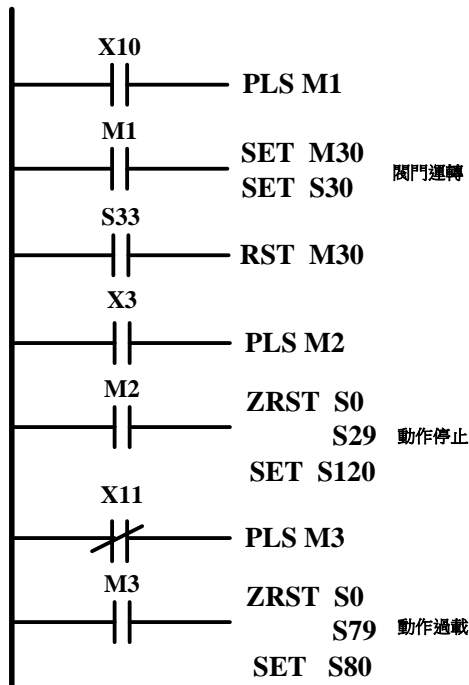 X10
PLS M1
M1
SET M30
SET S30
閥門運轉
S33
RST M30
X3
PLS M2
M2
ZRST S0
S29 動作停止
SET S120
X11
PLS M3
M3
ZRST S0
S79 動作過載
SET S80